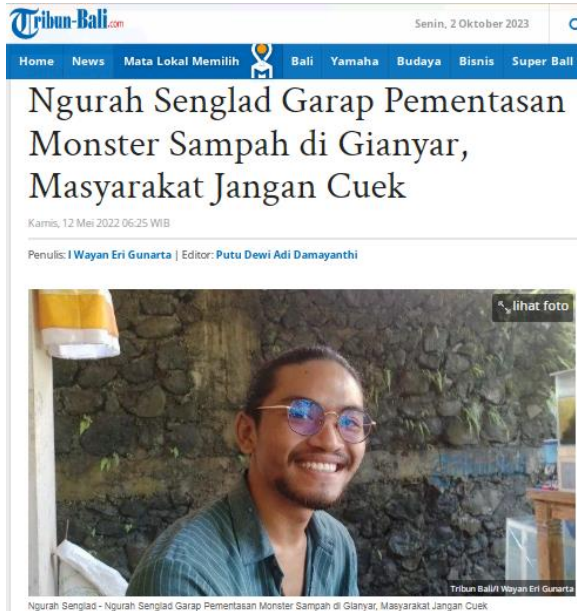 Tribun-Bali.com
Senin, 2 Oktober 2023
Home News Mata Lokal Memilih Bali Yamaha Budaya Bisnis Super Ball
Ngurah Senglad Garap Pementasan
Monster Sampah di Gianyar,
Masyarakat Jangan Cuek
Kamis, 12 Mei 2022 06:25 WIB
Penulis: I Wayan Eri Gunarta | Editor: Putu Dewi Adi Damayanthi
lihat foto
Tribun Bali/I Wayan Eri Gunarta
Ngurah Senglad - Ngurah Senglad Garap Pementasan Monster Sampah di Gianyar, Masyarakat Jangan Cuek